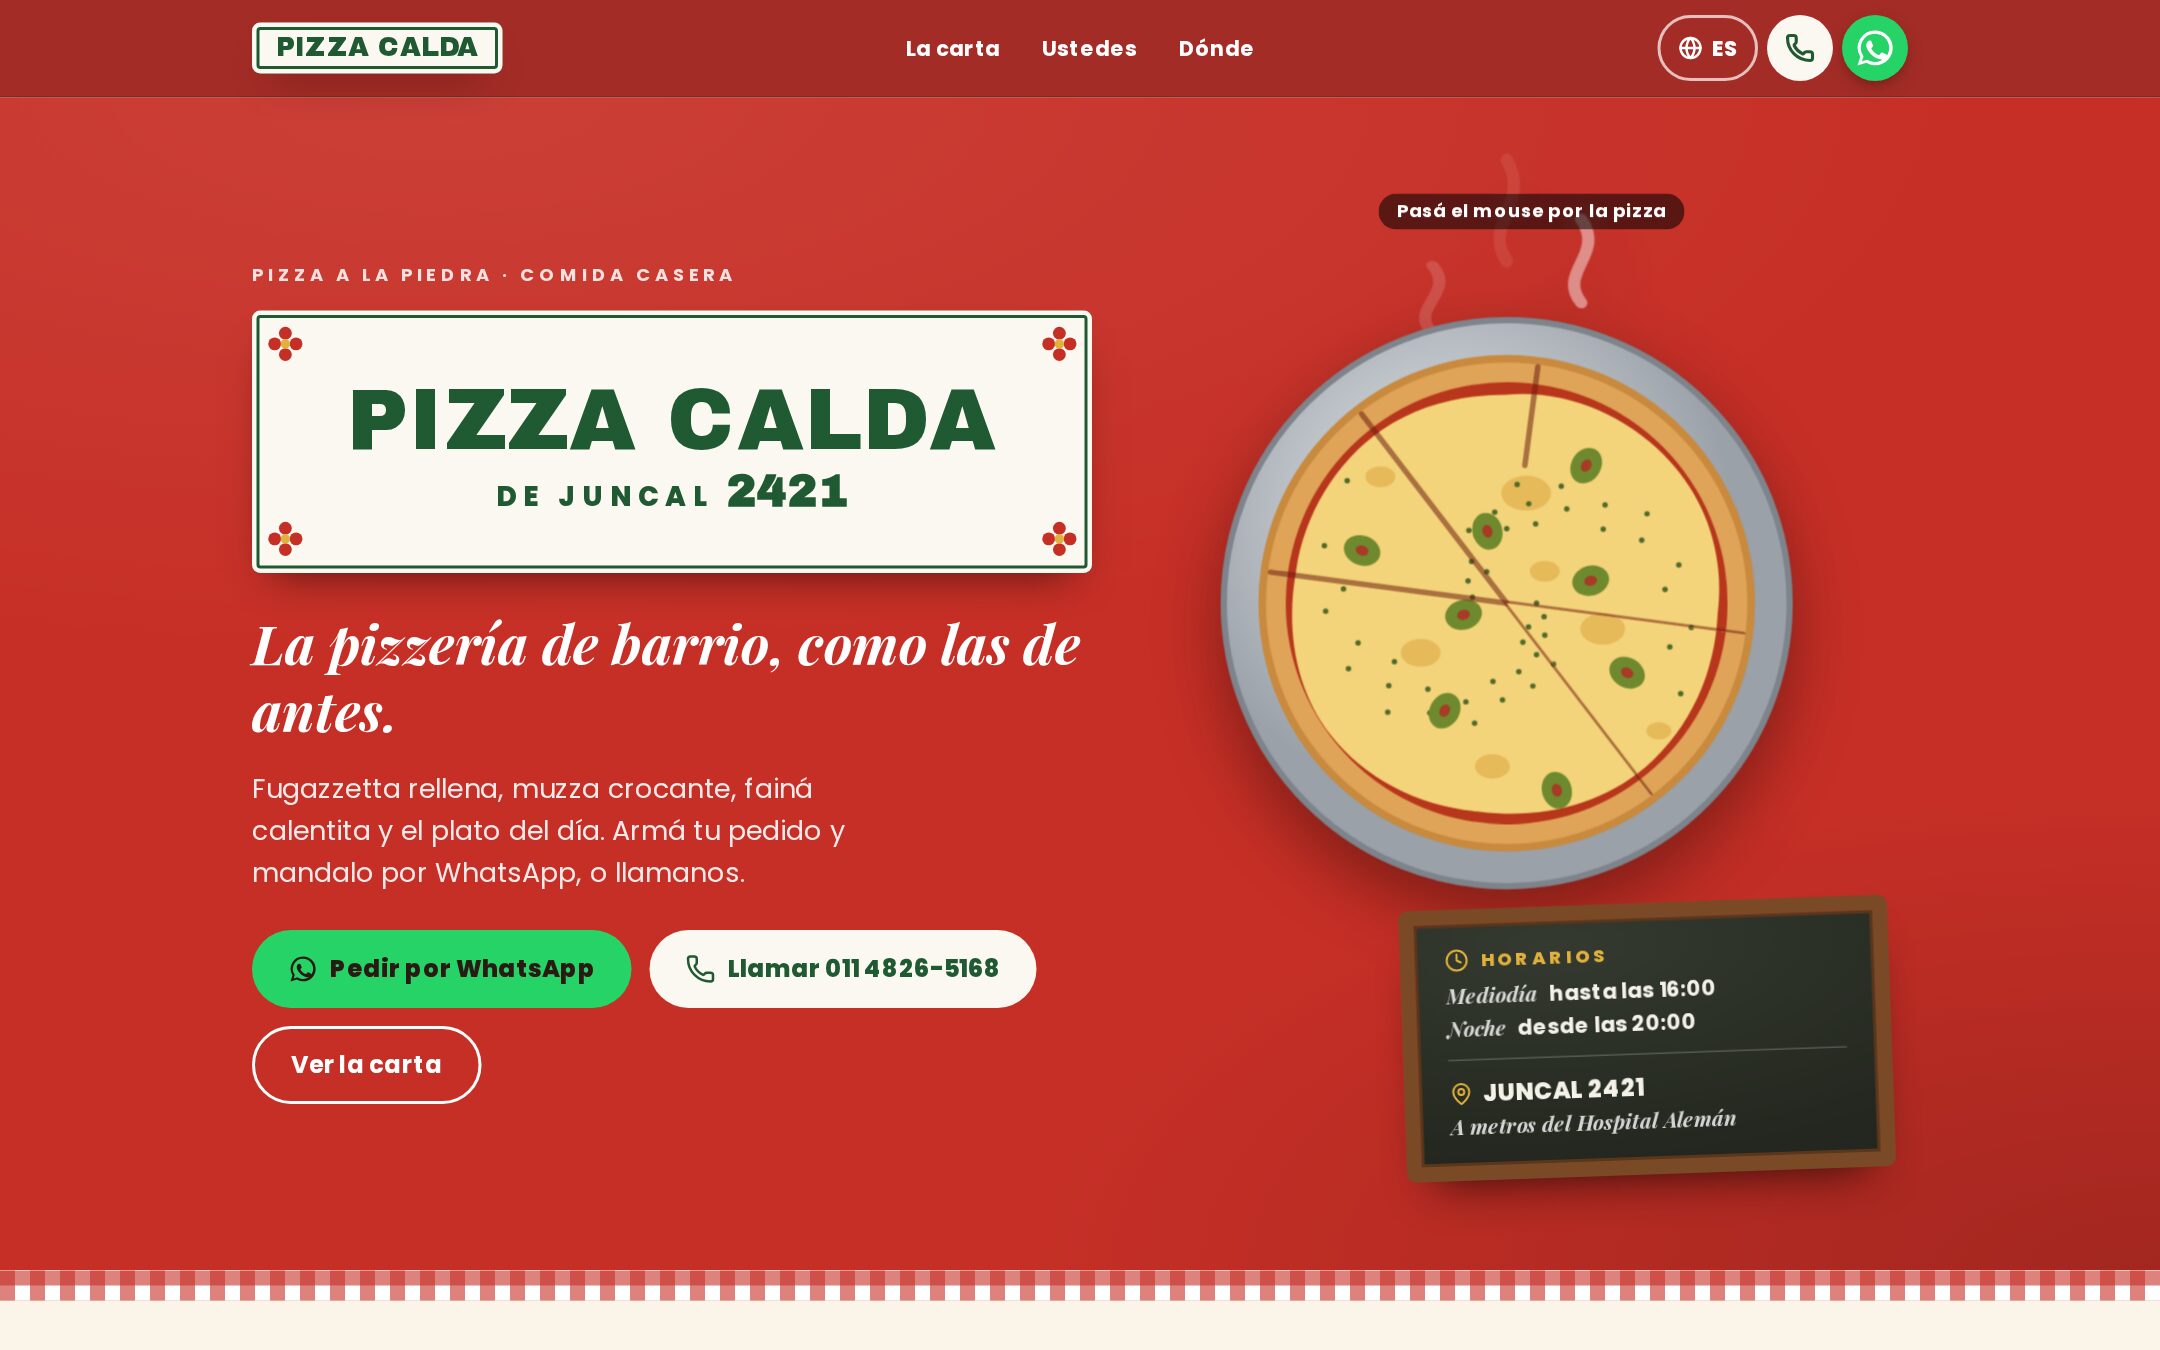 PIZZA CALDA
La carta
Ustedes
Dónde
ES
Pasá el mouse por la pizza
PIZZA A LA PIEDRA · COMIDA CASERA
PIZZA CALDA
DE JUNCAL 2421
La pizzería de barrio, como las de
antes.
Fugazzetta rellena, muzza crocante, fainá
calentita y el plato del día. Armá tu pedido y
mandalo por WhatsApp, o llamanos.
Pedir por WhatsApp
Llamar 011 4826-5168
Ver la carta
HORARIOS
Mediodía hasta las 16:00
Noche desde las 20:00
JUNCAL 2421
A metros del Hospital Alemán